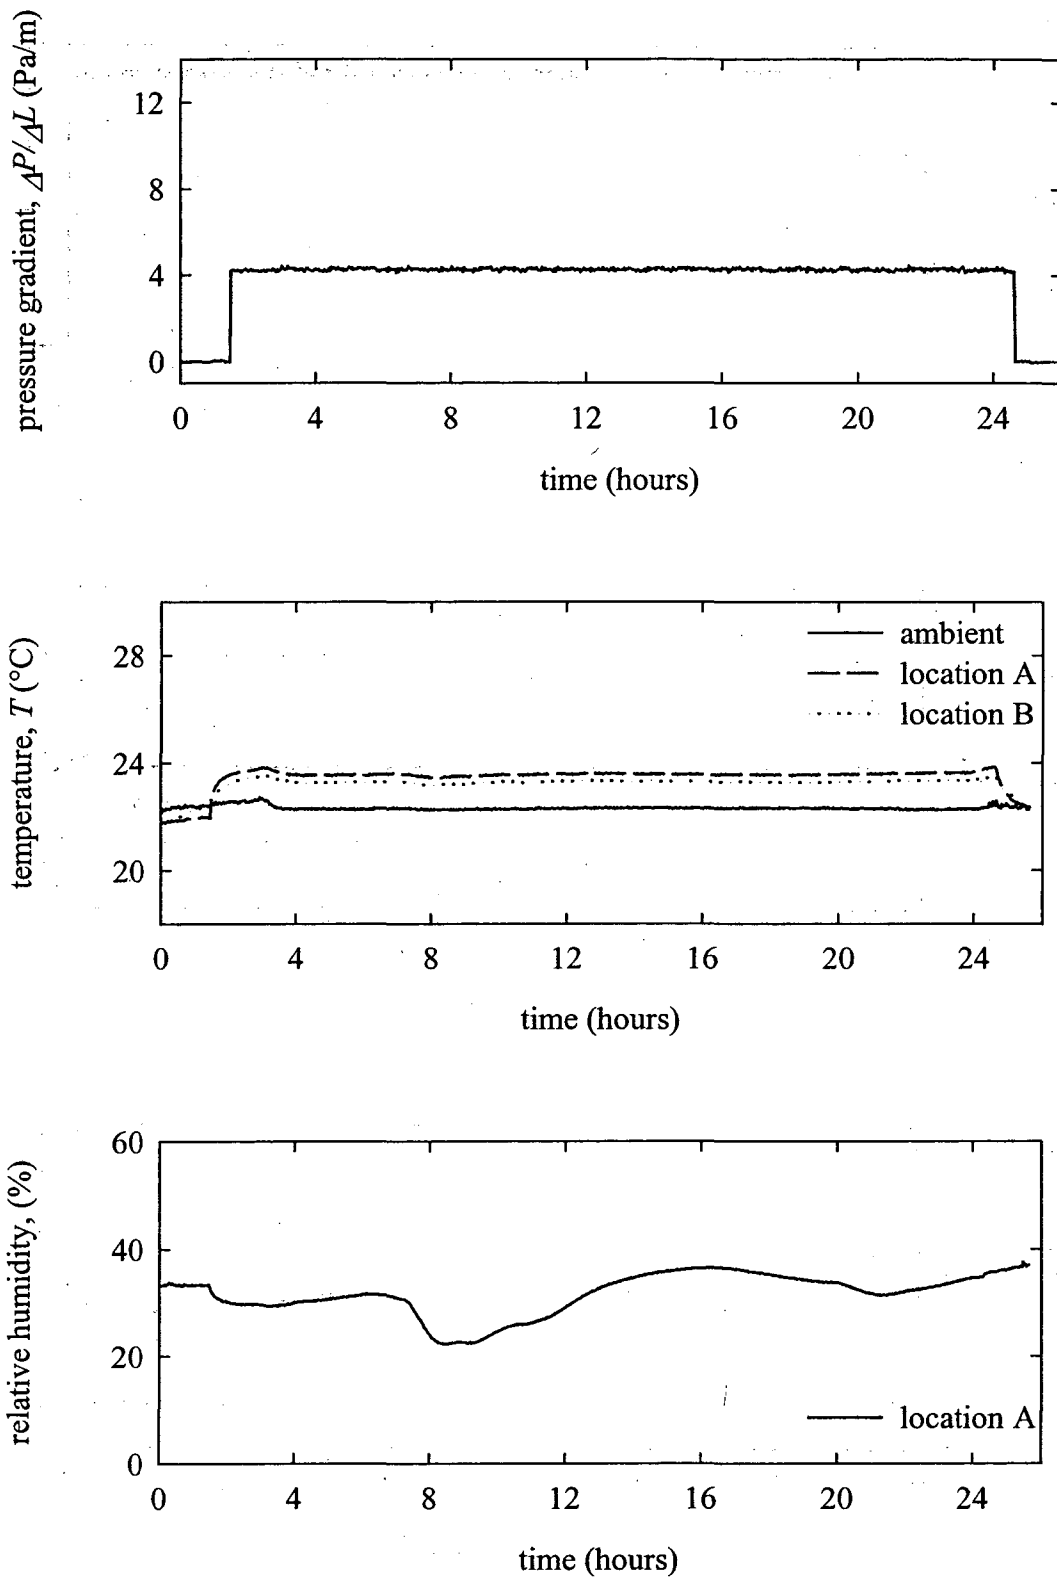 pressure gradient, ΔP/ΔL (Pa/m)
12
8
4
0
0 4 8 12 16 20 24
time (hours)
temperature, T (°C)
28
24
20
ambient
location A
location B
0 4 8 12 16 20 24
time (hours)
relative humidity, (%)
60
40
20
0
location A
0 4 8 12 16 20 24
time (hours)